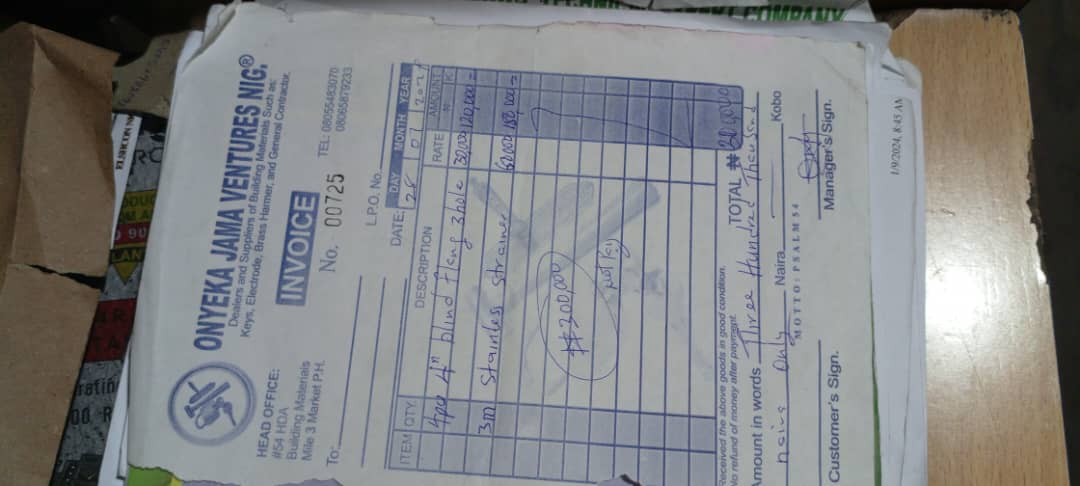 ONYEKA JAMA VENTURES NIG.®
Dealers and Suppliers of Building Materials Such as:
Keys, Electrode, Brass Harmer, and General Contractor.
HEAD OFFICE:
#54 HDA
Building Materials
Mile 3 Market P.H.
INVOICE
TEL: 08055483070
08065879233
No. 00725
To:
L.P.O. No.
DATE: DAY MONTH YEAR
28 07
ITEM QTY. DESCRIPTION RATE AMOUNT
₦ K
4pcs 4" blind flang 3hole 30,000 120,000 =
3m Stainless Strainer 60,000 180,000 =
₦300,000
Not Pay
Received the above goods in good condition.
No refund of money after payment.
TOTAL ₦ 300,000
Amount in words Three Hundred Thousand
naira only Naira Kobo
MOTTO: PSALM 54
Customer's Sign. Manager's Sign.
1/9/2024, 8:45 AM
COMPANY